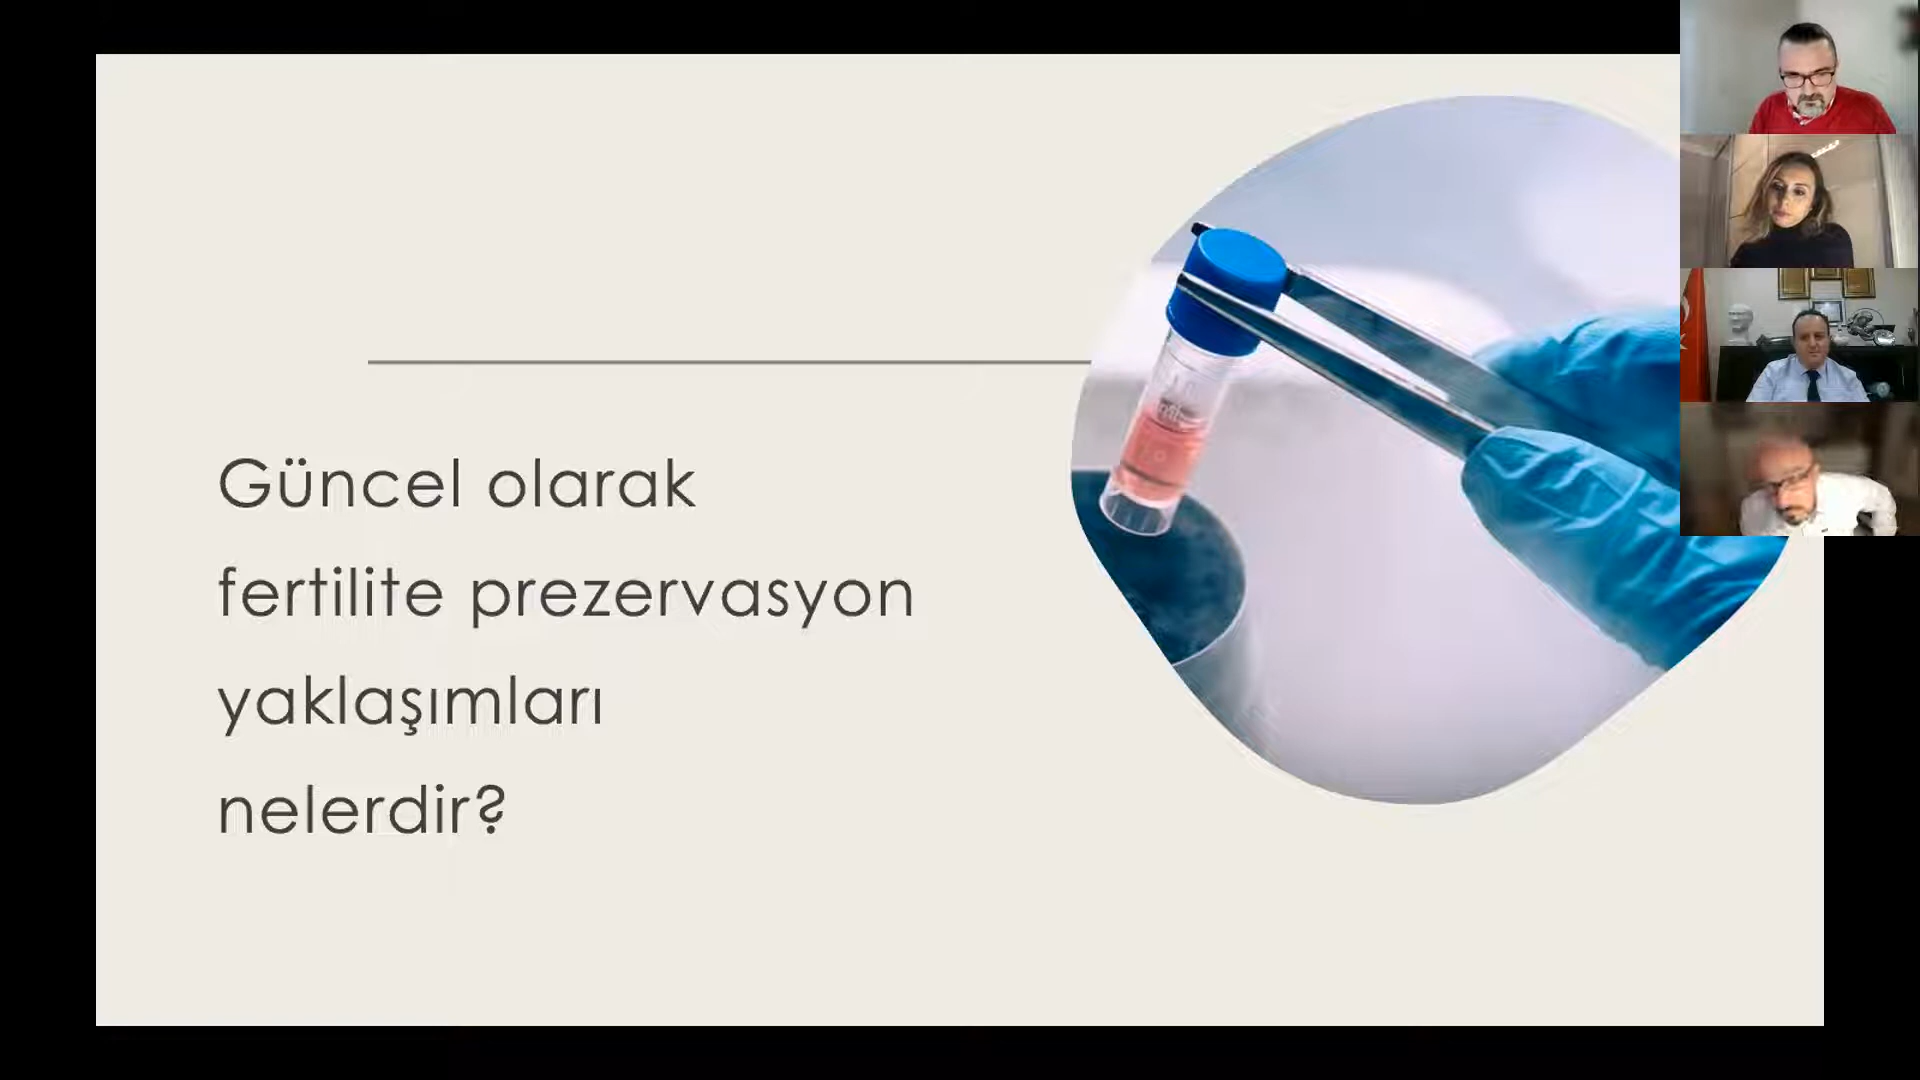 Güncel olarak
fertilite prezervasyon
yaklaşımları
nelerdir?